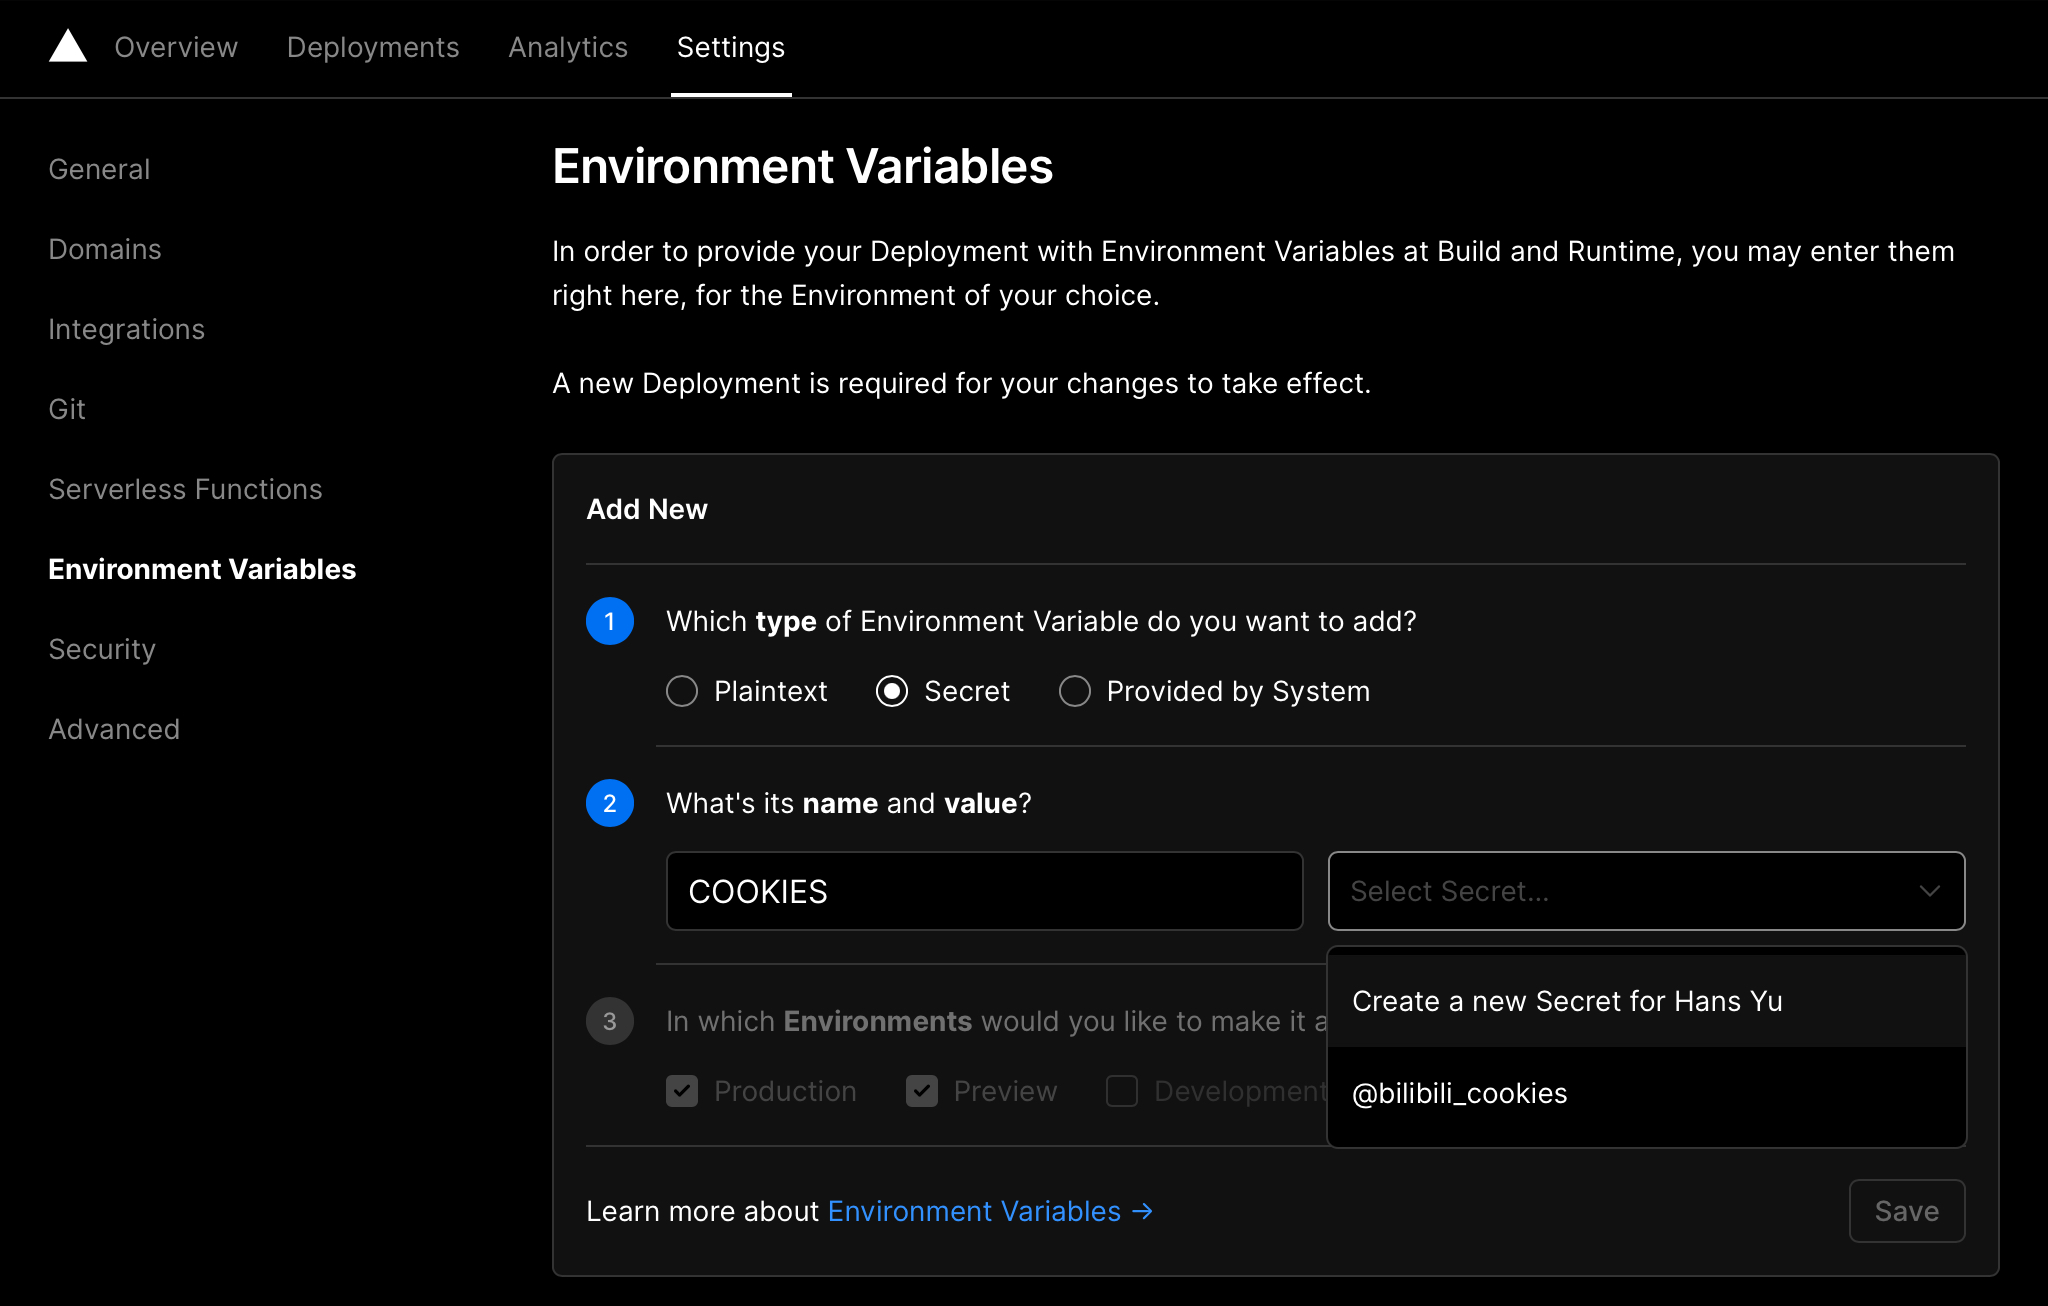 Overview Deployments Analytics Settings
General
Domains
Integrations
Git
Serverless Functions
Environment Variables
Security
Advanced
Environment Variables
In order to provide your Deployment with Environment Variables at Build and Runtime, you may enter them
right here, for the Environment of your choice.
A new Deployment is required for your changes to take effect.
Add New
1 Which type of Environment Variable do you want to add?
Plaintext Secret Provided by System
2 What's its name and value?
COOKIES Select Secret...
Create a new Secret for Hans Yu
@bilibili_cookies
3 In which Environments would you like to make it a
Production Preview Development
Learn more about Environment Variables →
Save